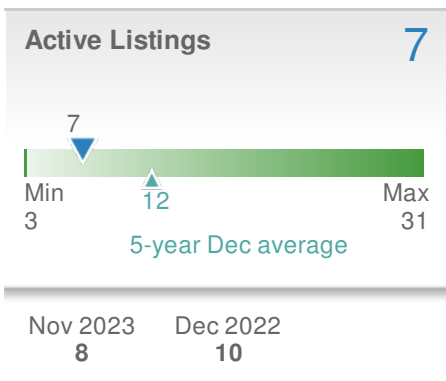 Active Listings 7
7
Min Max
3 12 31
5-year Dec average
Nov 2023 Dec 2022
8 10